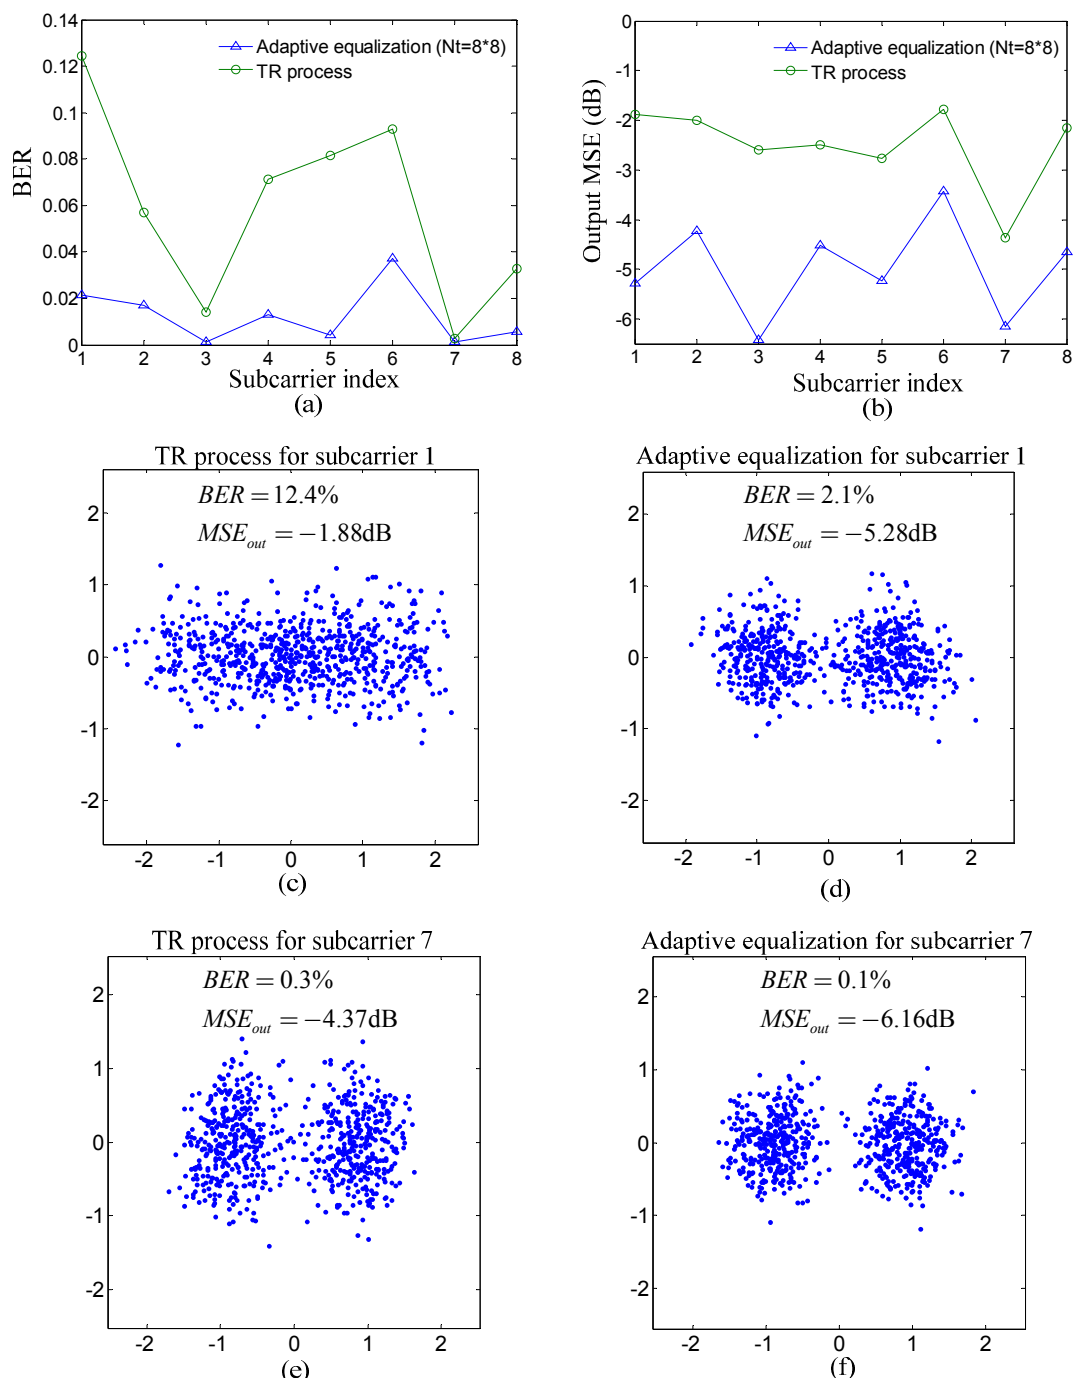 0.14
0.12
0.1
0.08
0.06
0.04
0.02
0
BER
Adaptive equalization (Nt=8*8)
TR process
1 2 3 4 5 6 7 8
Subcarrier index
(a)
0
-1
-2
-3
-4
-5
-6
Output MSE (dB)
Adaptive equalization (Nt=8*8)
TR process
1 2 3 4 5 6 7 8
Subcarrier index
(b)
TR process for subcarrier 1
BER = 12.4%
MSE_out = −1.88dB
2
1
0
-1
-2
-2 -1 0 1 2
(c)
Adaptive equalization for subcarrier 1
BER = 2.1%
MSE_out = −5.28dB
2
1
0
-1
-2
-2 -1 0 1 2
(d)
TR process for subcarrier 7
BER = 0.3%
MSE_out = −4.37dB
2
1
0
-1
-2
-2 -1 0 1 2
(e)
Adaptive equalization for subcarrier 7
BER = 0.1%
MSE_out = −6.16dB
2
1
0
-1
-2
-2 -1 0 1 2
(f)